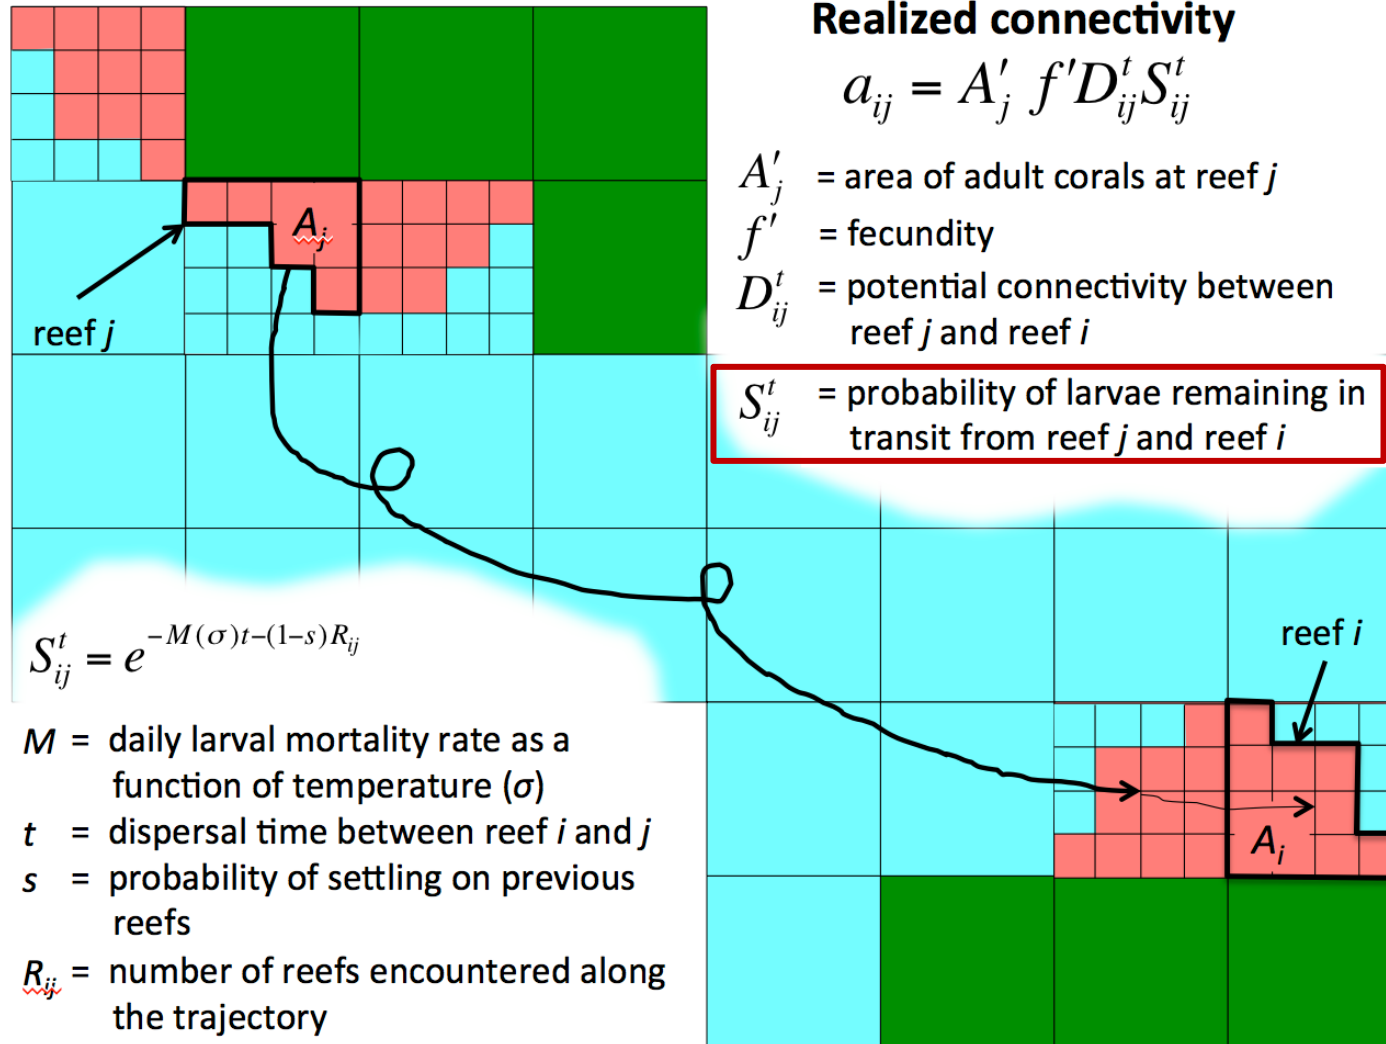 Realized connectivity
a_ij = A'_j f' D^t_ij S^t_ij
A'_j = area of adult corals at reef j
f' = fecundity
D^t_ij = potential connectivity between
reef j and reef i
S^t_ij = probability of larvae remaining in
transit from reef j and reef i
A_j
reef j
reef i
A_i
S^t_ij = e^{-M(σ)t-(1-s)R_ij}
M = daily larval mortality rate as a
function of temperature (σ)
t = dispersal time between reef i and j
s = probability of settling on previous
reefs
R_ij = number of reefs encountered along
the trajectory